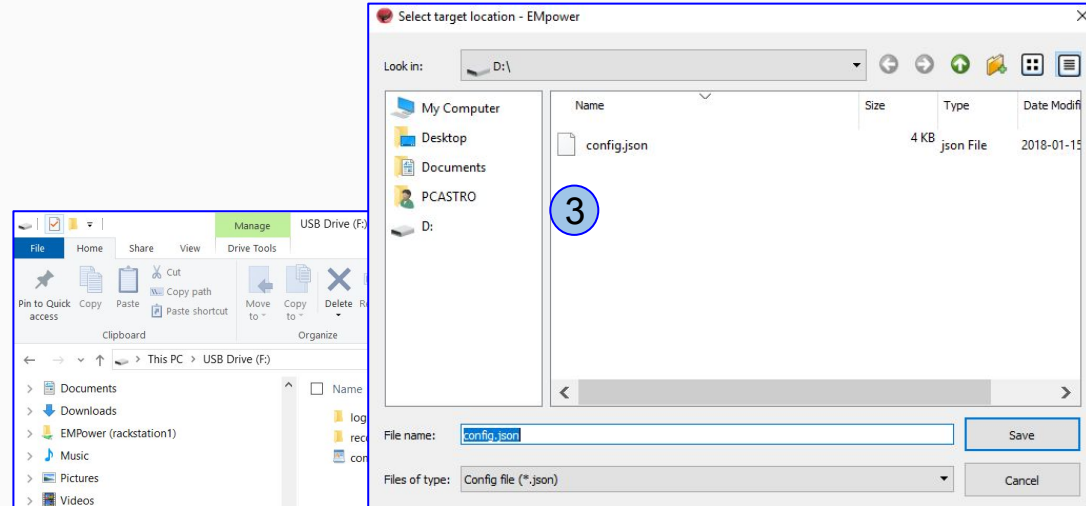 Select target location - EMpower
Look in:
D:\
My Computer
Desktop
Documents
PCASTRO
D:
Name
Size
Type
Date Modifi
config.json
4 KB
json File
2018-01-15
3
File name:
config.json
Save
Files of type:
Config file (*.json)
Cancel
Manage
USB Drive (F:)
File
Home
Share
View
Drive Tools
Pin to Quick
access
Copy
Paste
Cut
Copy path
Paste shortcut
Move
to
Copy
to
Delete
Re
Clipboard
Organize
This PC > USB Drive (F:)
Documents
Downloads
EMPower (rackstation1)
Music
Pictures
Videos
Name
log
rec
con